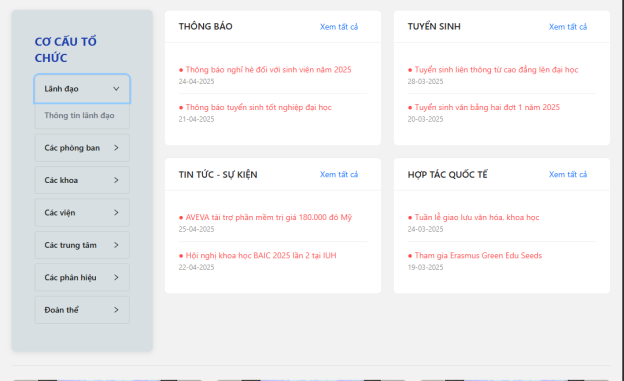 CƠ CẤU TỔ
CHỨC
Lãnh đạo
Thông tin lãnh đạo
Các phòng ban
Các khoa
Các viện
Các trung tâm
Các phân hiệu
Đoàn thể
THÔNG BÁO
Xem tất cả
Thông báo nghỉ hè đối với sinh viên năm 2025
24-04-2025
Thông báo tuyển sinh tốt nghiệp đại học
21-04-2025
TUYỂN SINH
Xem tất cả
Tuyển sinh liên thông từ cao đẳng lên đại học
28-03-2025
Tuyển sinh văn bằng hai đợt 1 năm 2025
20-03-2025
TIN TỨC - SỰ KIỆN
Xem tất cả
AVEVA tài trợ phần mềm trị giá 180.000 đô Mỹ
25-04-2025
Hội nghị khoa học BAIC 2025 lần 2 tại IUH
22-04-2025
HỢP TÁC QUỐC TẾ
Xem tất cả
Tuần lễ giao lưu văn hóa, khoa học
24-03-2025
Tham gia Erasmus Green Edu Seeds
19-03-2025